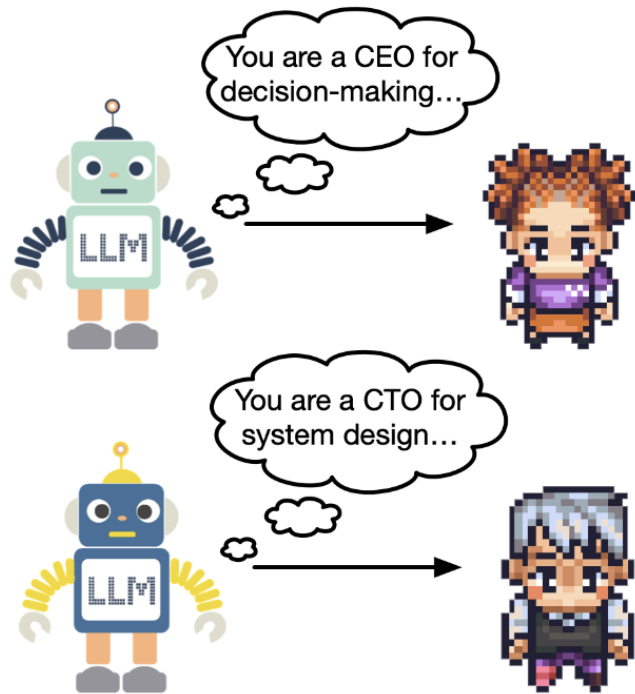 You are a CEO for
decision-making...
LLM
You are a CTO for
system design...
LLM